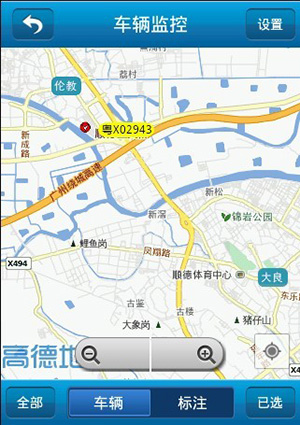 车辆监控
设置
荔村
伦教
粤X02943
新成路
广州绕城高速
新松
新滘
锦岩公园
鲤鱼岗
凤翔路
X494
顺德体育中心
大良
东乐路
古鉴
大象岗
古楼
猪仔山
高德地
全部
车辆
标注
已选